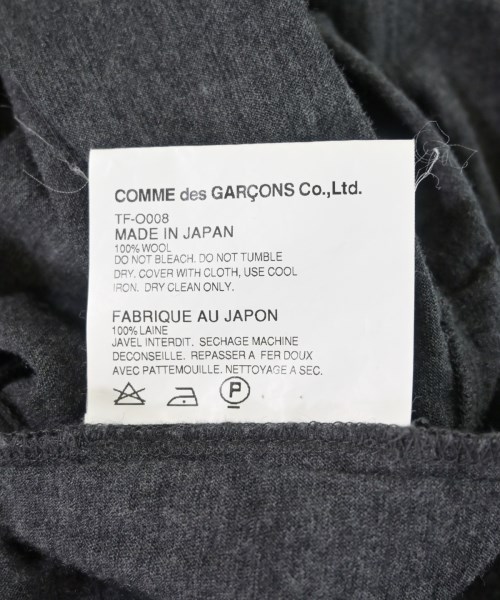 COMME des GARÇONS Co.,Ltd.
TF-O008
MADE IN JAPAN
100% WOOL
DO NOT BLEACH. DO NOT TUMBLE
DRY. COVER WITH CLOTH, USE COOL
IRON. DRY CLEAN ONLY.
FABRIQUE AU JAPON
100% LAINE
JAVEL INTERDIT. SECHAGE MACHINE
DECONSEILLE. REPASSER A FER DOUX
AVEC PATTEMOUILLE. NETTOYAGE A SEC.
P